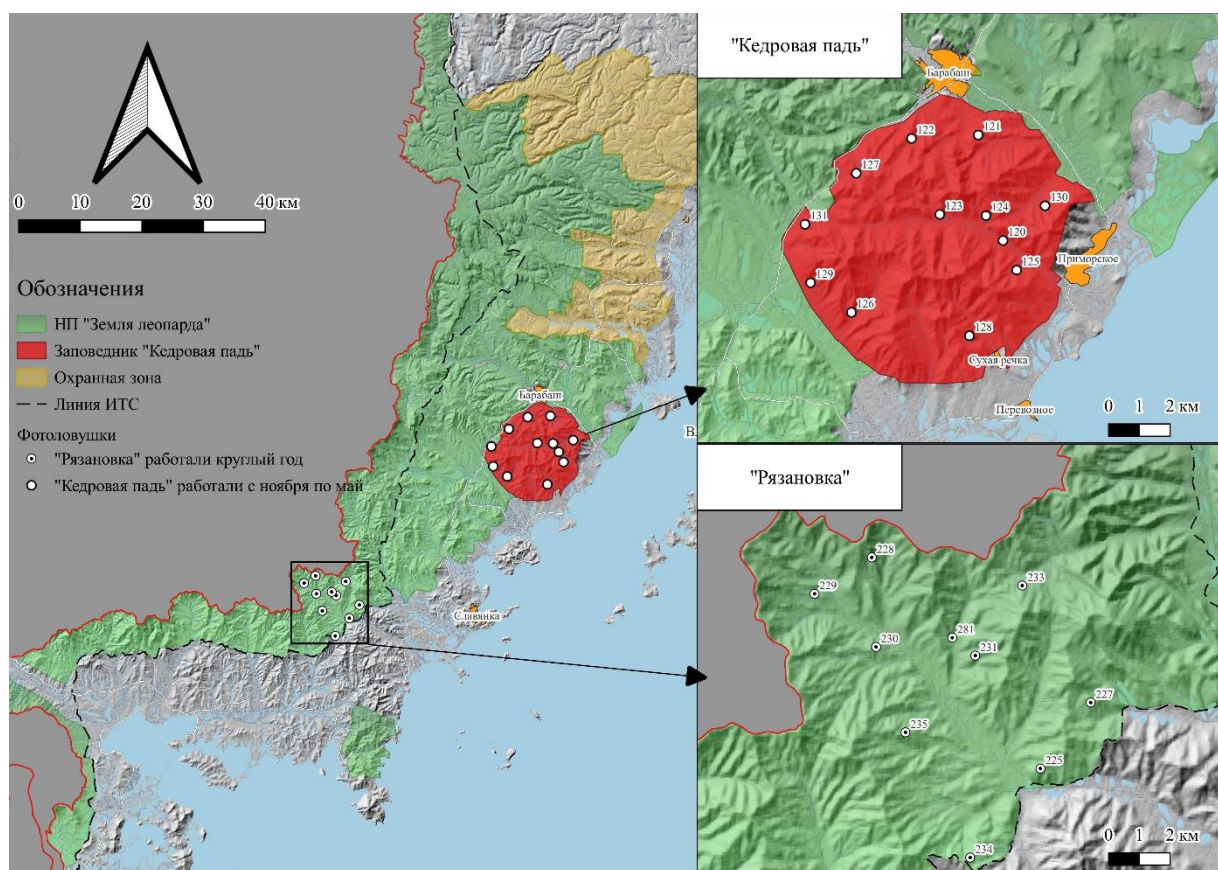 0 10 20 30 40 км
Обозначения
НП "Земля леопарда"
Заповедник "Кедровая падь"
Охранная зона
Линия ИТС
Фотоловушки
"Рязановка" работали круглый год
"Кедровая падь" работали с ноября по май
Барабаш
В
Славянка
"Кедровая падь"
Барабаш
122
121
127
123
124
130
131
120
Приморское
125
129
126
128
Сухая речка
Перевозное
0 1 2 км
"Рязановка"
228
233
229
281
230
231
227
235
225
234
0 1 2 км